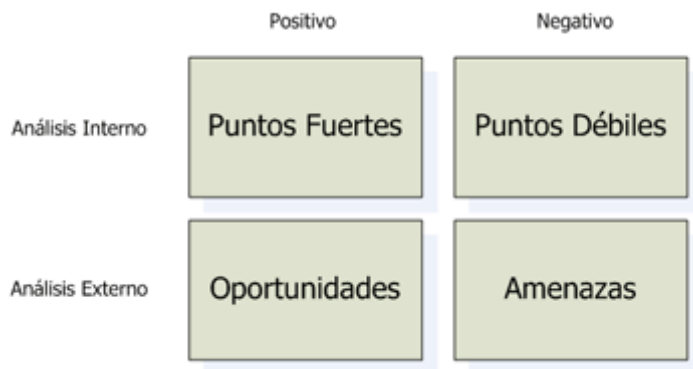 Positivo
Negativo
Análisis Interno
Puntos Fuertes
Puntos Débiles
Análisis Externo
Oportunidades
Amenazas